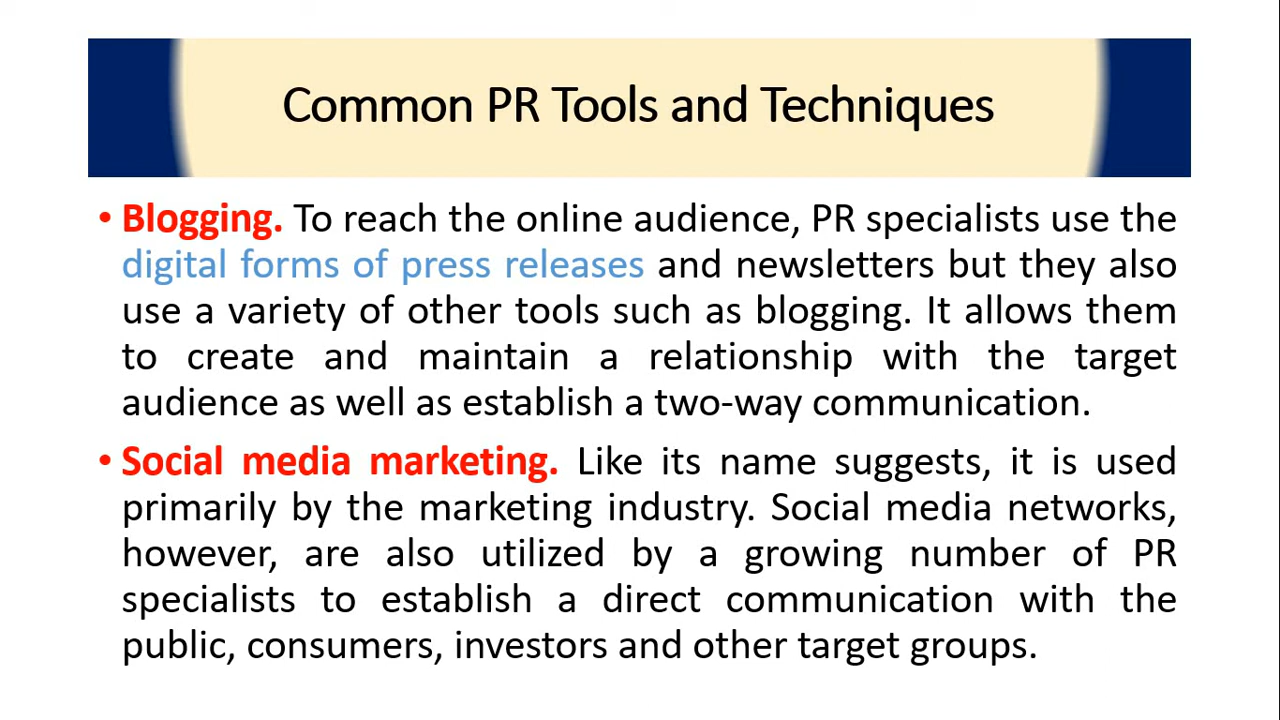 Common PR Tools and Techniques
• Blogging. To reach the online audience, PR specialists use the
digital forms of press releases and newsletters but they also
use a variety of other tools such as blogging. It allows them
to create and maintain a relationship with the target
audience as well as establish a two-way communication.
• Social media marketing. Like its name suggests, it is used
primarily by the marketing industry. Social media networks,
however, are also utilized by a growing number of PR
specialists to establish a direct communication with the
public, consumers, investors and other target groups.